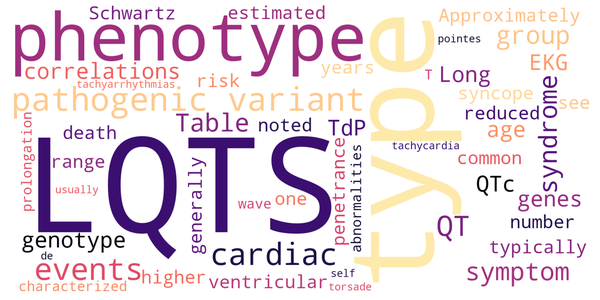 Schwartz estimated Approximately
phenotype type pointes group
correlations years EKG
tachyarrhythmias risk T Long
pathogenic variant syncope see
Table noted TdP reduced syndrome
death age
prolongation LQTS tachycardia
range generally penetrance abnormalities common
usually wave one QTc genes
genotype QT number
de cardiac typically
events higher self symptom
characterized ventricular torsade